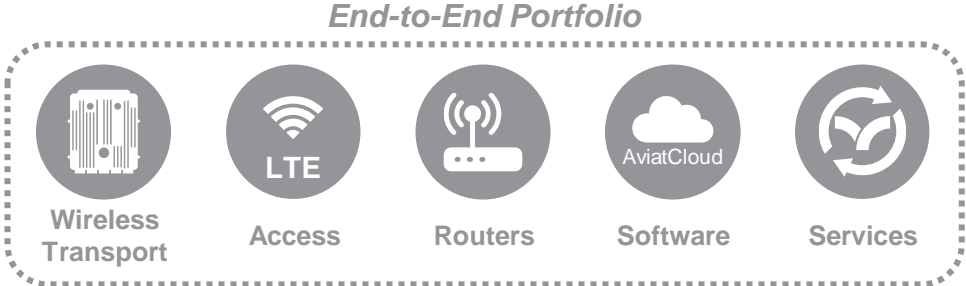 End-to-End Portfolio
LTE
AviatCloud
Wireless
Transport
Access
Routers
Software
Services